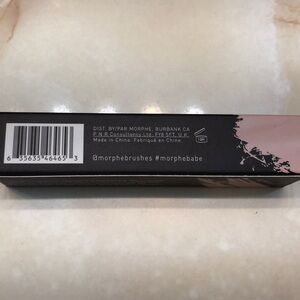 DIST. BY/PAR MORPHE, BURBANK CA
P.N.R Consultancy Ltd. FY8 5FT, U.K.
Made in China. Fabriqué en Chine
6 35635 46465 3
@morphebrushes #morphebabe